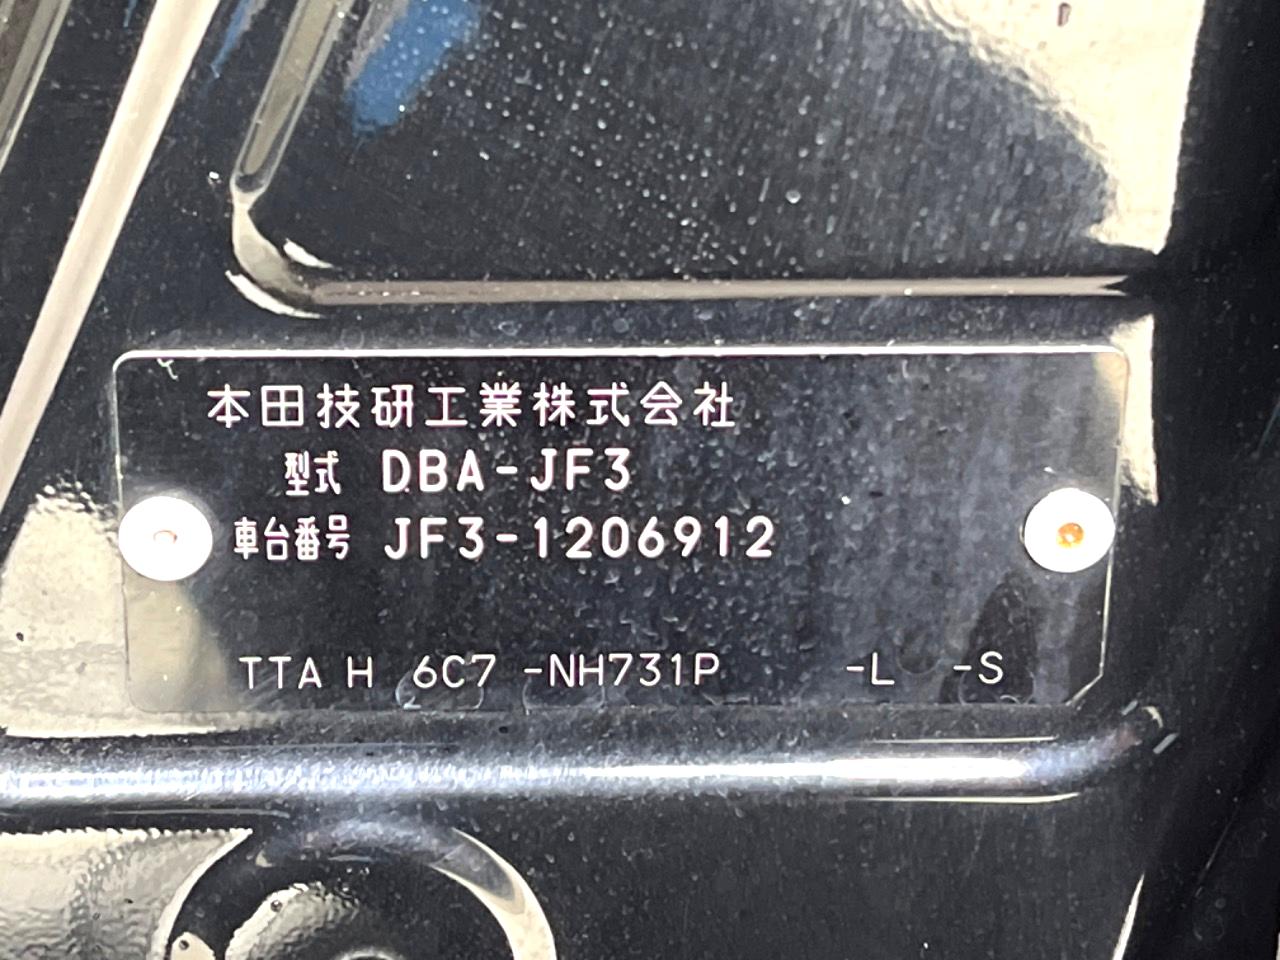 本田技研工業株式会社
型式 DBA-JF3
車台番号 JF3-1206912
TTA H 6C7 -NH731P -L -S